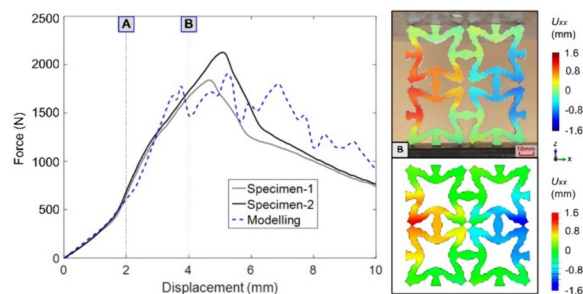 A
B
2500
2000
1500
1000
500
0
0
2
4
6
8
10
Force (N)
Displacement (mm)
Specimen-1
Specimen-2
Modelling
Uxx
(mm)
1.6
0.8
0
-0.8
-1.6
z
x
B
10mm
Uxx
(mm)
1.6
0.8
0
-0.8
-1.6